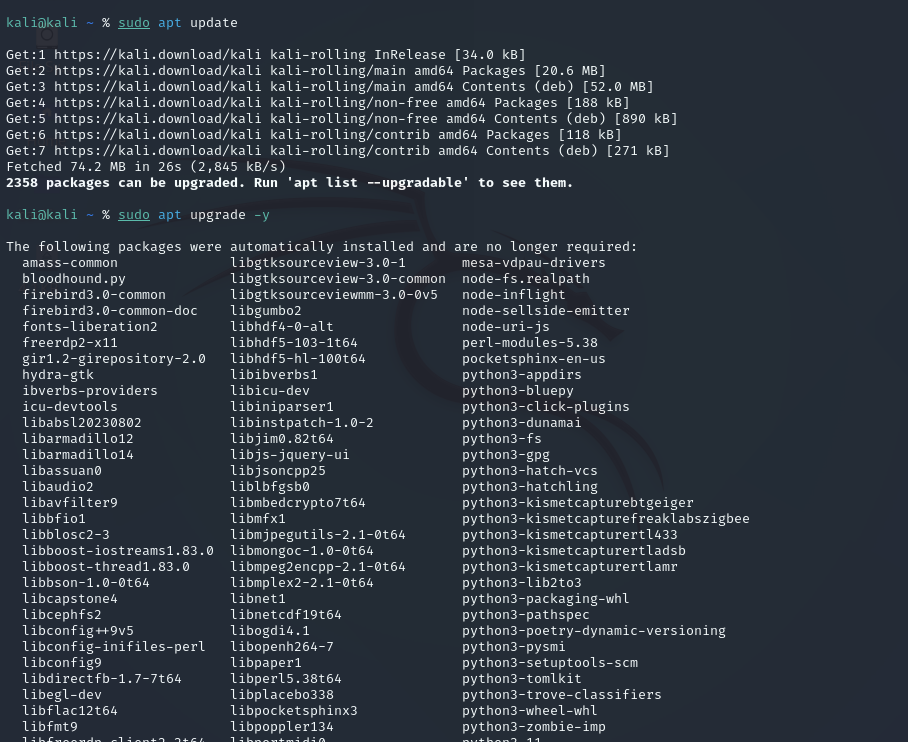 kali@kali ~ % sudo apt update
Get:1 https://kali.download/kali kali-rolling InRelease [34.0 kB]
Get:2 https://kali.download/kali kali-rolling/main amd64 Packages [20.6 MB]
Get:3 https://kali.download/kali kali-rolling/main amd64 Contents (deb) [52.0 MB]
Get:4 https://kali.download/kali kali-rolling/non-free amd64 Packages [188 kB]
Get:5 https://kali.download/kali kali-rolling/non-free amd64 Contents (deb) [890 kB]
Get:6 https://kali.download/kali kali-rolling/contrib amd64 Packages [118 kB]
Get:7 https://kali.download/kali kali-rolling/contrib amd64 Contents (deb) [271 kB]
Fetched 74.2 MB in 26s (2,845 kB/s)
2358 packages can be upgraded. Run 'apt list --upgradable' to see them.
kali@kali ~ % sudo apt upgrade -y
The following packages were automatically installed and are no longer required:
amass-common libgtksourceview-3.0-1 mesa-vdpau-drivers
bloodhound.py libgtksourceview-3.0-common node-fs.realpath
firebird3.0-common libgtksourceviewmm-3.0-0v5 node-inflight
firebird3.0-common-doc libgumbo2 node-sellside-emitter
fonts-liberation2 libhdf4-0-alt node-uri-js
freerdp2-x11 libhdf5-103-1t64 perl-modules-5.38
gir1.2-girepository-2.0 libhdf5-hl-100t64 pocketsphinx-en-us
hydra-gtk libibverbs1 python3-appdirs
ibverbs-providers libicu-dev python3-bluepy
icu-devtools libiniparser1 python3-click-plugins
libabsl20230802 libinstpatch-1.0-2 python3-dunamai
libarmadillo12 libjim0.82t64 python3-fs
libarmadillo14 libjs-jquery-ui python3-gpg
libassuan0 libjsoncpp25 python3-hatch-vcs
libaudio2 liblbfgsb0 python3-hatchling
libavfilter9 libmbedcrypto7t64 python3-kismetcapturebtgeiger
libbfio1 libmfx1 python3-kismetcapturefreaklabszigbee
libblosc2-3 libmjpegutils-2.1-0t64 python3-kismetcapturertl433
libboost-iostreams1.83.0 libmongoc-1.0-0t64 python3-kismetcapturertladsb
libboost-thread1.83.0 libmpeg2encpp-2.1-0t64 python3-kismetcapturertlamr
libbson-1.0-0t64 libmplex2-2.1-0t64 python3-lib2to3
libcapstone4 libnet1 python3-packaging-whl
libcephfs2 libnetcdf19t64 python3-pathspec
libconfig++9v5 libogdi4.1 python3-poetry-dynamic-versioning
libconfig-inifiles-perl libopenh264-7 python3-pysmi
libconfig9 libpaper1 python3-setuptools-scm
libdirectfb-1.7-7t64 libperl5.38t64 python3-tomlkit
libegl-dev libplacebo338 python3-trove-classifiers
libflac12t64 libpocketsphinx3 python3-wheel-whl
libfmt9 libpoppler134 python3-zombie-imp
libfreerdp-client2-2t64 libportmidi0 python3.11